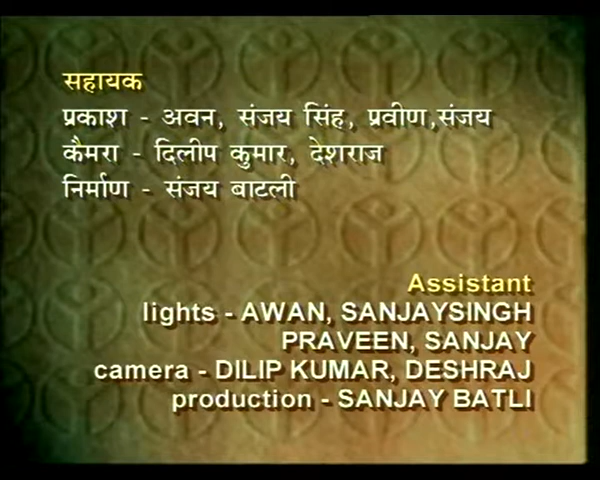 सहायक
प्रकाश - अवन, संजय सिंह, प्रवीण,संजय
कैमरा - दिलीप कुमार, देशराज
निर्माण - संजय बाटली
Assistant
lights - AWAN, SANJAYSINGH
PRAVEEN, SANJAY
camera - DILIP KUMAR, DESHRAJ
production - SANJAY BATLI